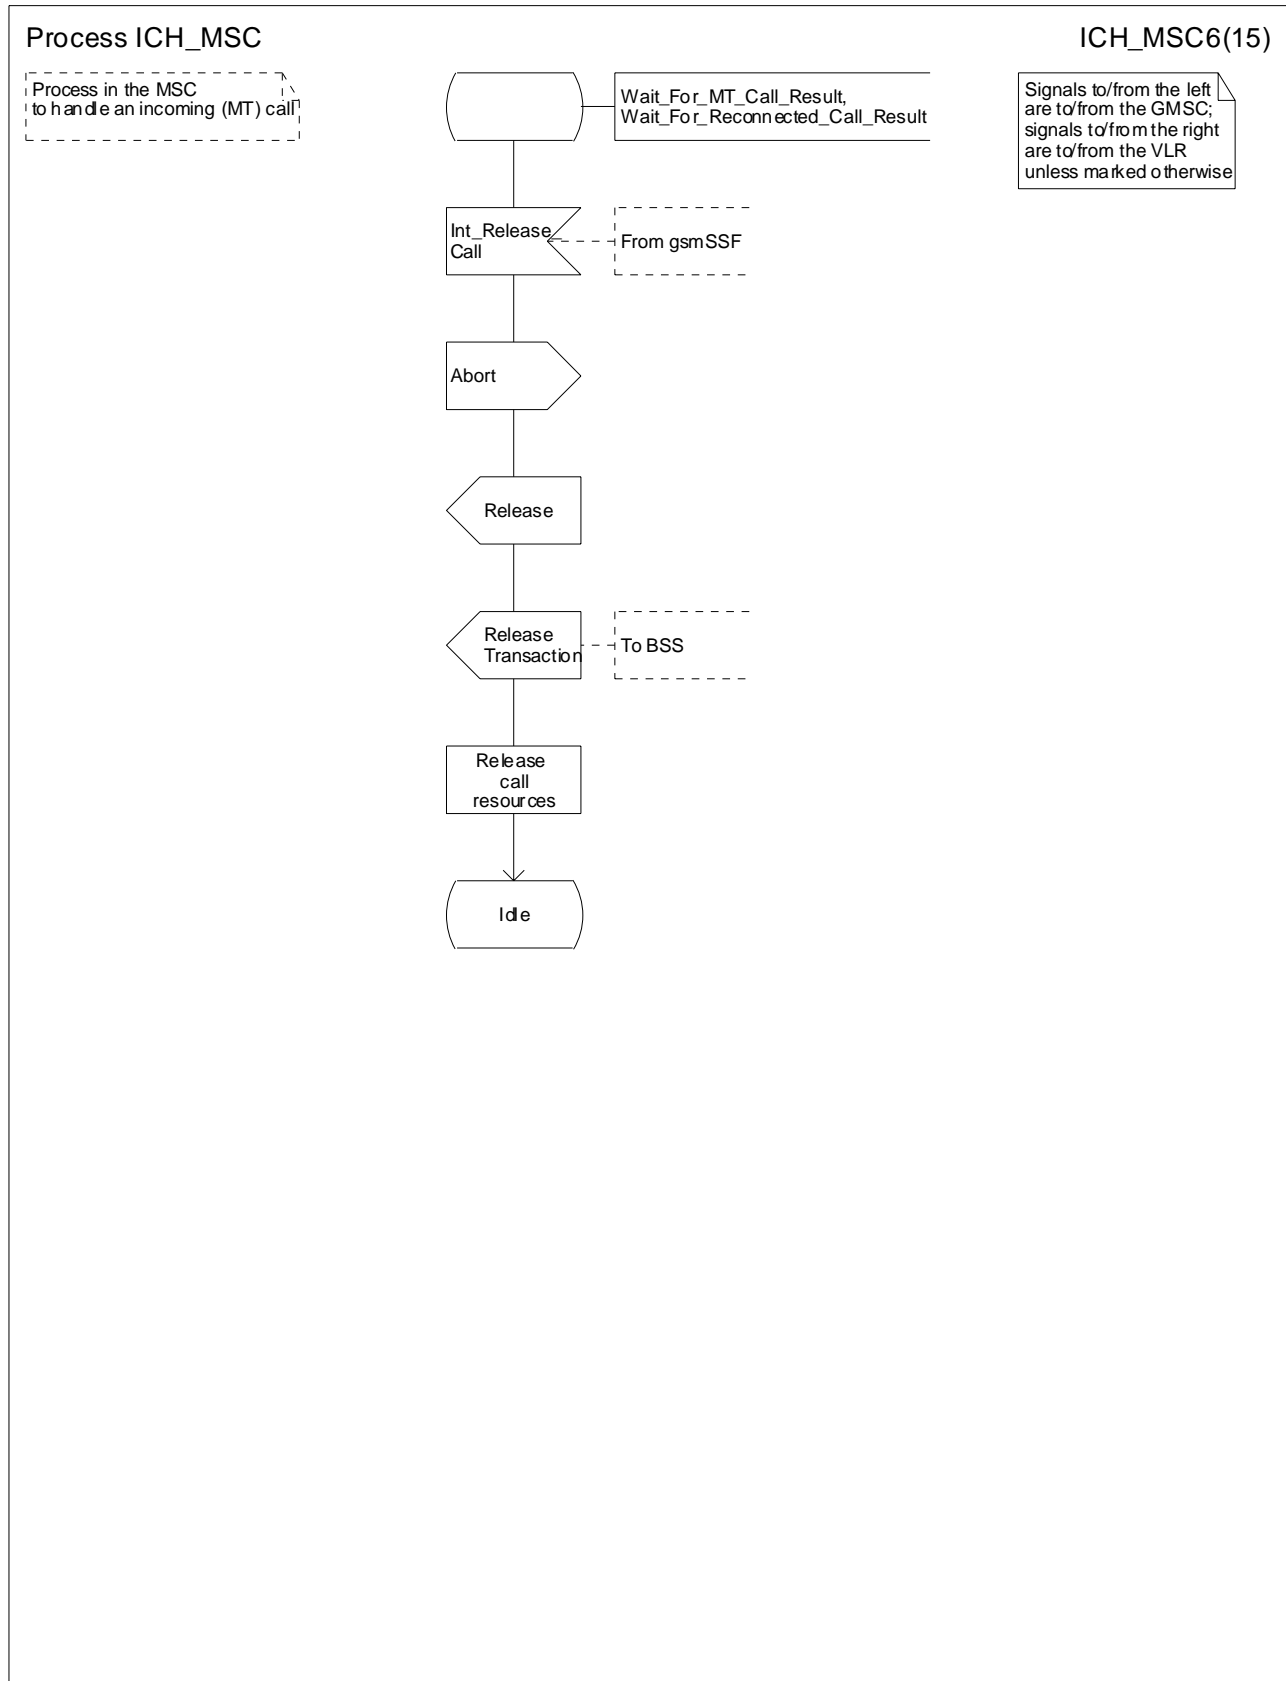 Process ICH_MSC
ICH_MSC6(15)
Process in the MSC
to handle an incoming (MT) call
Wait_For_MT_Call_Result,
Wait_For_Reconnected_Call_Result
Signals to/from the left
are to/from the GMSC;
signals to/from the right
are to/from the VLR
unless marked otherwise
Int_Release_
Call
From gsmSSF
Abort
Release
Release
Transaction
To BSS
Release
call
resources
Idle